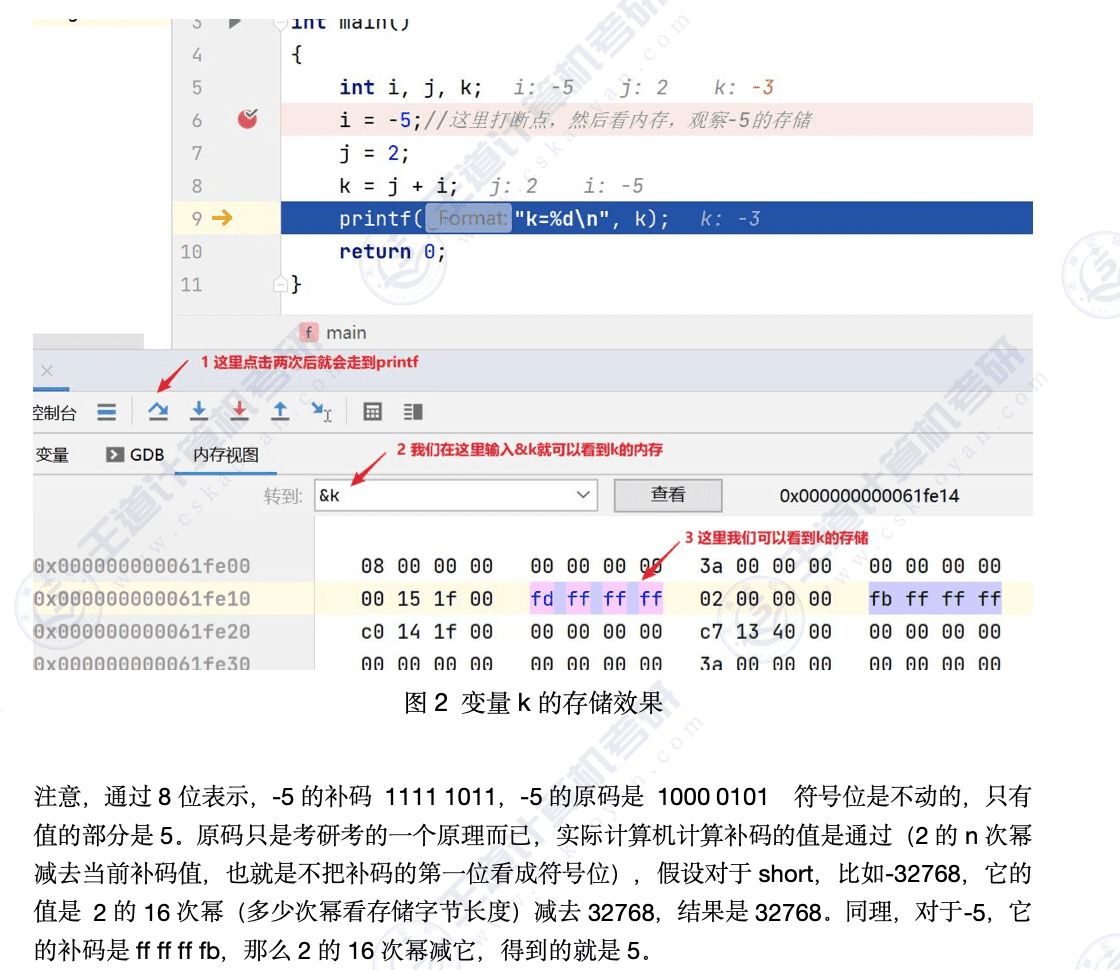 3 int main()
4 {
5 int i, j, k; i: -5 j: 2 k: -3
6 i = -5;//这里打断点，然后看内存，观察-5的存储
7 j = 2;
8 k = j + i; j: 2 i: -5
9 printf(_Format: "k=%d\n", k); k: -3
10 return 0;
11 }
f main
1 这里点击两次后就会走到printf
控制台
2 我们在这里输入&k就可以看到k的内存
变量 GDB 内存视图
转到: &k 查看 0x000000000061fe14
3 这里我们可以看到k的存储
0x000000000061fe00 08 00 00 00 00 00 00 00 3a 00 00 00 00 00 00 00
0x000000000061fe10 00 15 1f 00 fd ff ff ff 02 00 00 00 fb ff ff ff
0x000000000061fe20 c0 14 1f 00 00 00 00 00 c7 13 40 00 00 00 00 00
0x000000000061fe30 00 00 00 00 00 00 00 00 3a 00 00 00 00 00 00 00
图 2 变量 k 的存储效果
注意，通过 8 位表示，-5 的补码 1111 1011，-5 的原码是 1000 0101 符号位是不动的，只有
值的部分是 5。原码只是考研考的一个原理而已，实际计算机计算补码的值是通过（2 的 n 次幂
减去当前补码值，也就是不把补码的第一位看成符号位），假设对于 short，比如-32768，它的
值是 2 的 16 次幂（多少次幂看存储字节长度）减去 32768，结果是 32768。同理，对于-5，它
的补码是 ff ff ff fb，那么 2 的 16 次幂减它，得到的就是 5。
王道计算机考研
www.cskaoyan.com